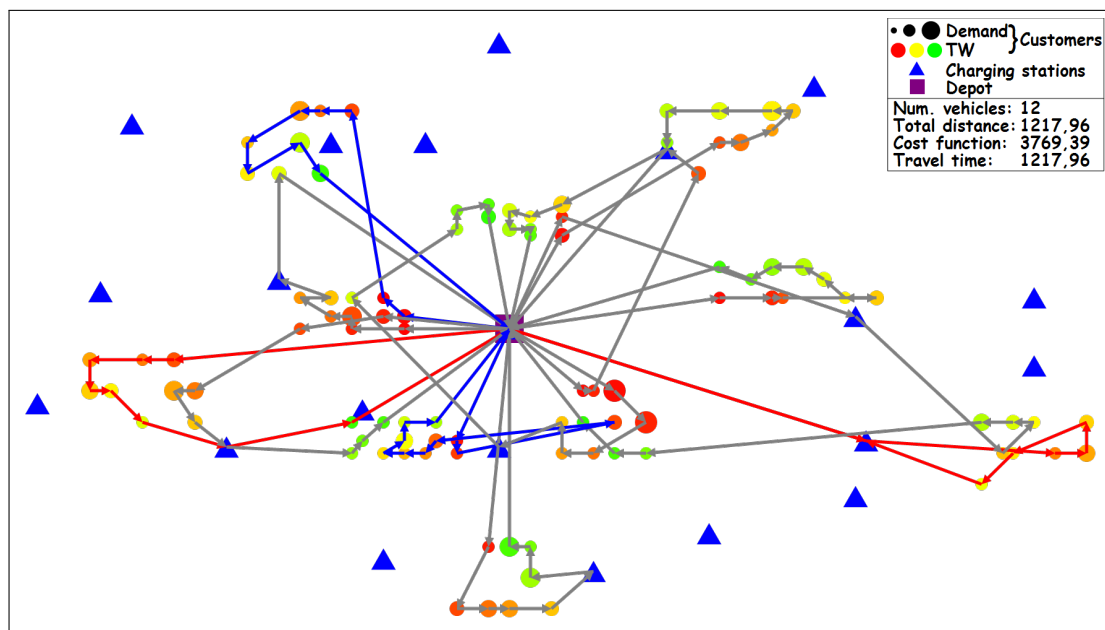 Demand
TW
Customers
Charging stations
Depot
Num. vehicles: 12
Total distance: 1217,96
Cost function: 3769,39
Travel time: 1217,96